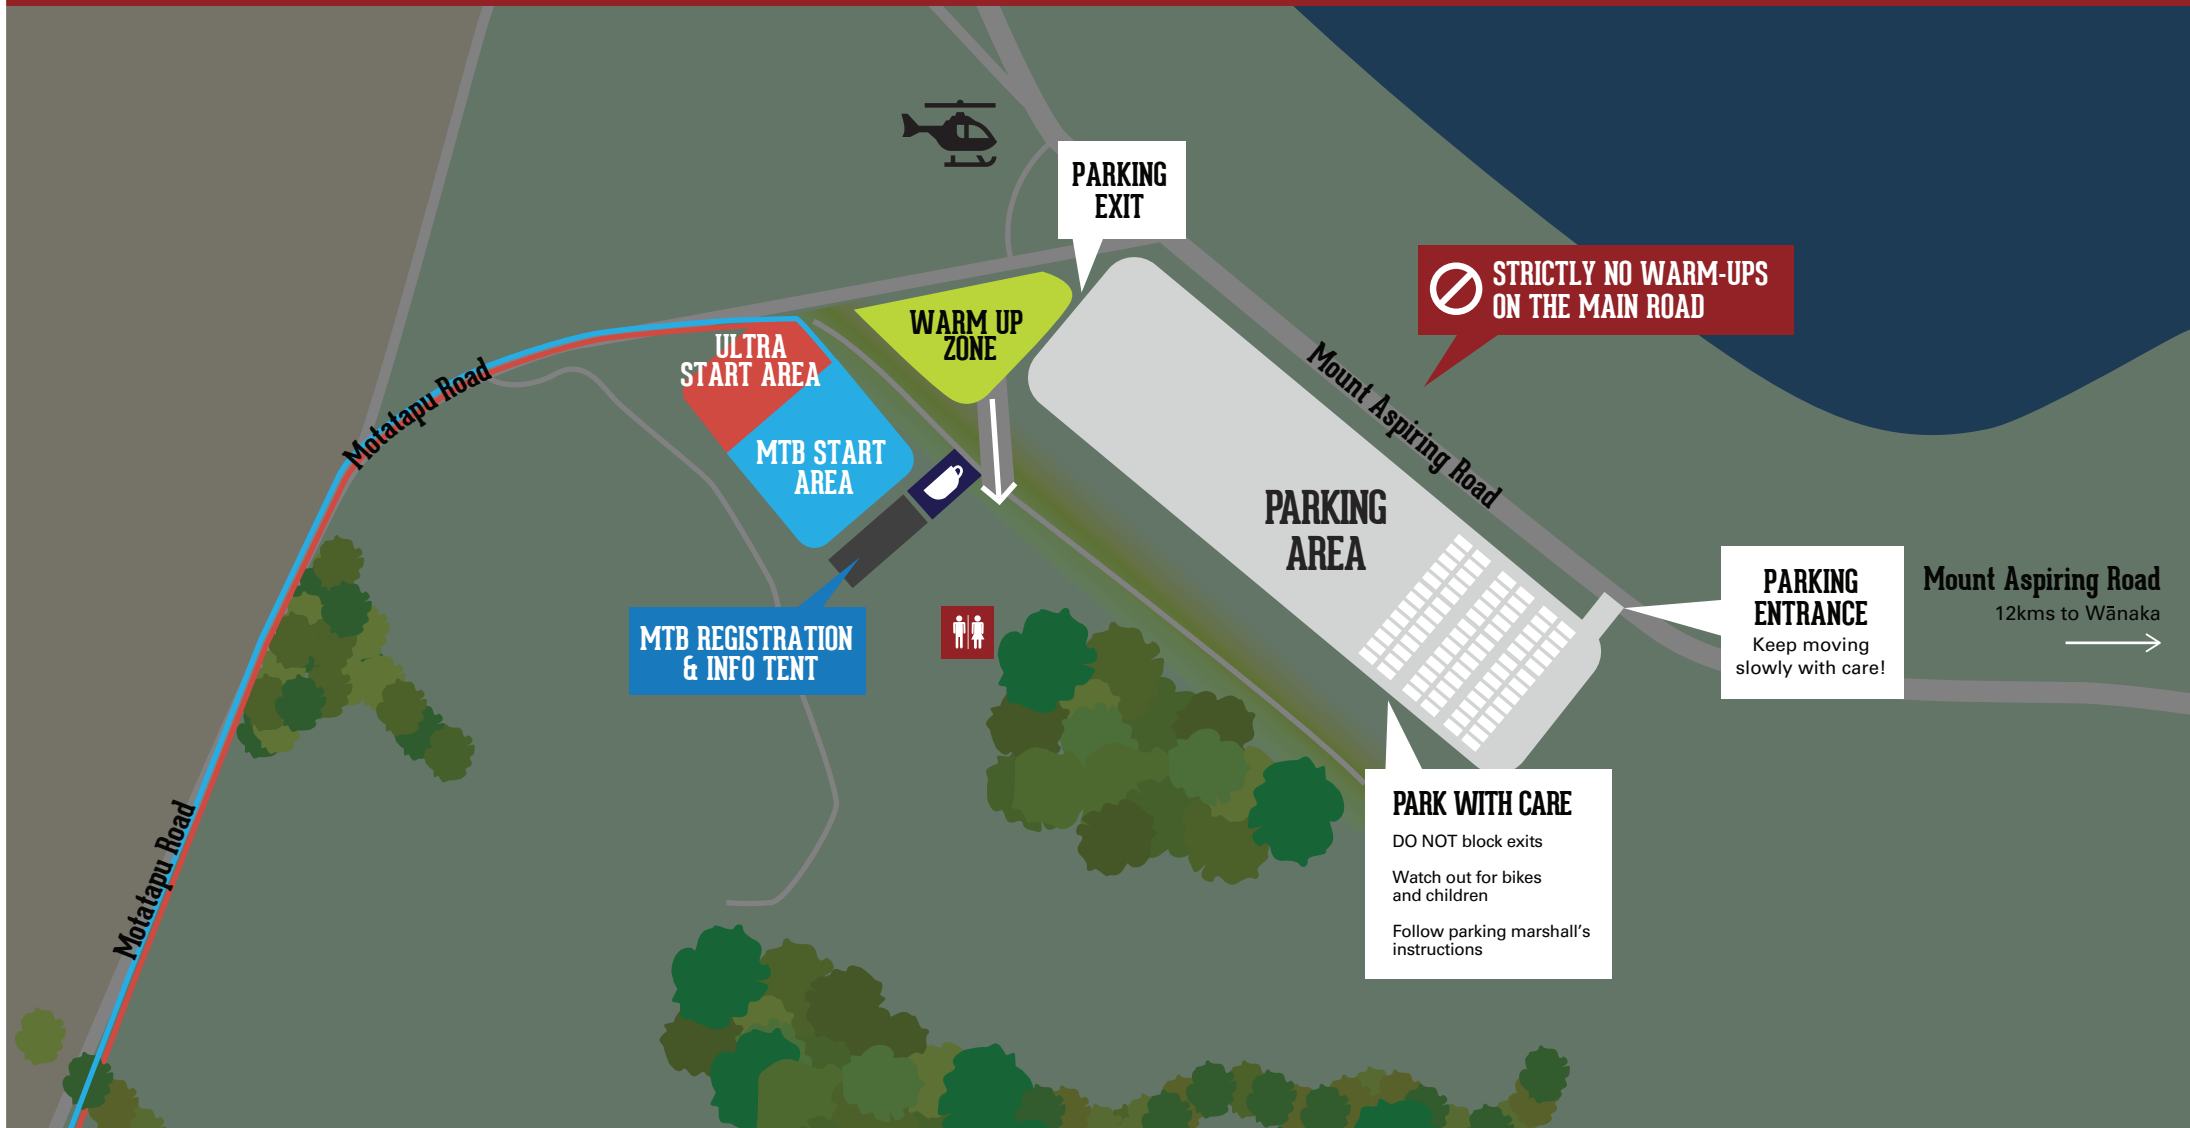 PARKING
EXIT
STRICTLY NO WARM-UPS
ON THE MAIN ROAD
WARM UP
ZONE
ULTRA
START AREA
MTB START
AREA
Motatapu Road
Mount Aspiring Road
PARKING
AREA
PARKING
ENTRANCE
Keep moving
slowly with care!
Mount Aspiring Road
12kms to Wānaka
MTB REGISTRATION
& INFO TENT
PARK WITH CARE
DO NOT block exits
Watch out for bikes
and children
Follow parking marshall's
instructions
Motatapu Road